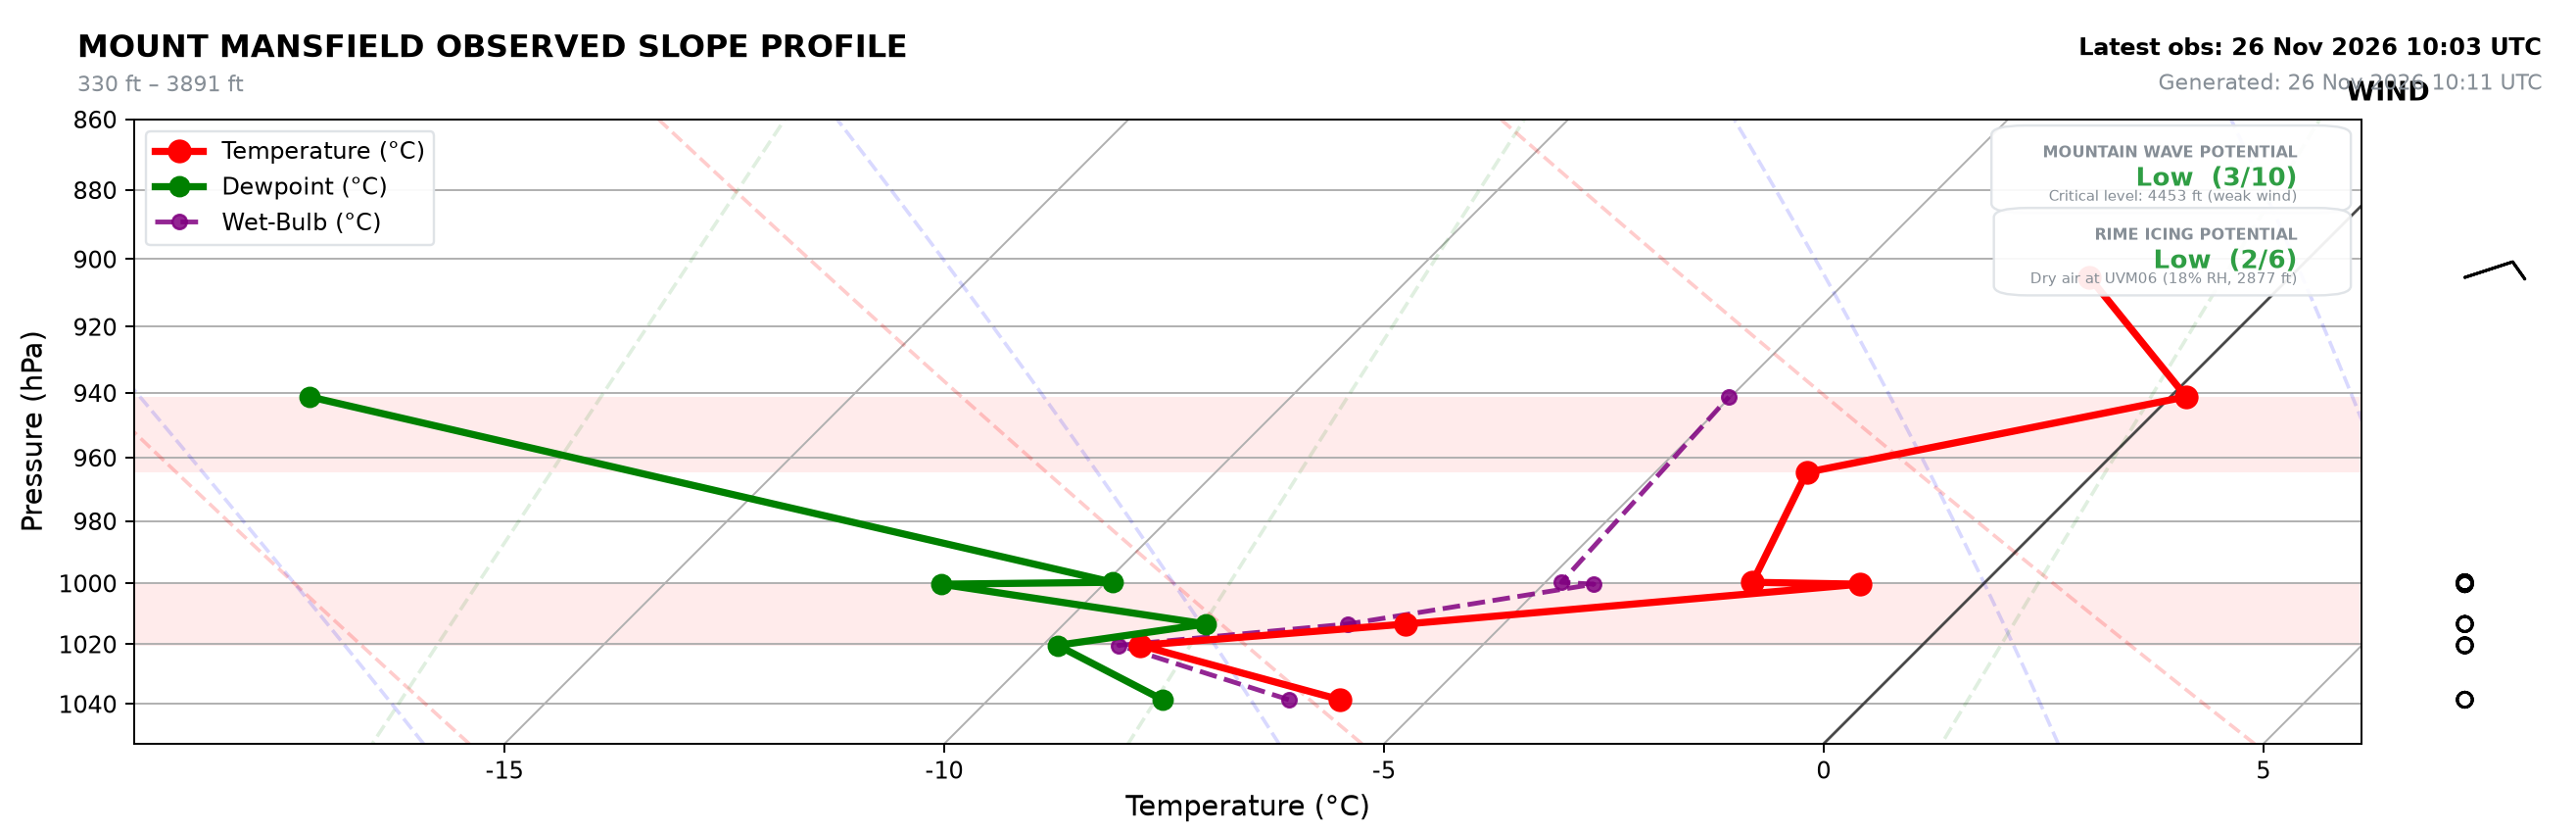 MOUNT MANSFIELD OBSERVED SLOPE PROFILE
Latest obs: 26 Nov 2026 10:03 UTC
330 ft – 3891 ft
Generated: 26 Nov 2026 10:11 UTC
WIND
Temperature (°C)
Dewpoint (°C)
Wet-Bulb (°C)
MOUNTAIN WAVE POTENTIAL
Low (3/10)
Critical level: 4453 ft (weak wind)
RIME ICING POTENTIAL
Low (2/6)
Dry air at UVM06 (18% RH, 2877 ft)
Pressure (hPa)
860
880
900
920
940
960
980
1000
1020
1040
-15
-10
-5
0
5
Temperature (°C)